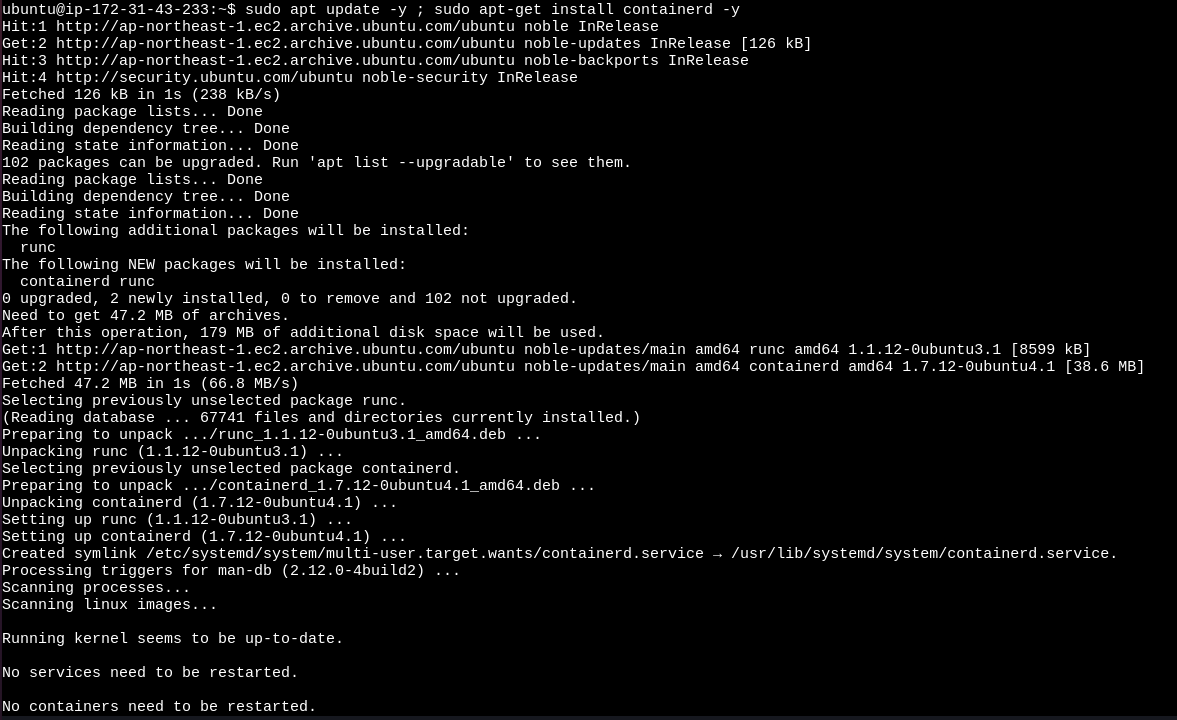 ubuntu@ip-172-31-43-233:~$ sudo apt update -y ; sudo apt-get install containerd -y
Hit:1 http://ap-northeast-1.ec2.archive.ubuntu.com/ubuntu noble InRelease
Get:2 http://ap-northeast-1.ec2.archive.ubuntu.com/ubuntu noble-updates InRelease [126 kB]
Hit:3 http://ap-northeast-1.ec2.archive.ubuntu.com/ubuntu noble-backports InRelease
Hit:4 http://security.ubuntu.com/ubuntu noble-security InRelease
Fetched 126 kB in 1s (238 kB/s)
Reading package lists... Done
Building dependency tree... Done
Reading state information... Done
102 packages can be upgraded. Run 'apt list --upgradable' to see them.
Reading package lists... Done
Building dependency tree... Done
Reading state information... Done
The following additional packages will be installed:
  runc
The following NEW packages will be installed:
  containerd runc
0 upgraded, 2 newly installed, 0 to remove and 102 not upgraded.
Need to get 47.2 MB of archives.
After this operation, 179 MB of additional disk space will be used.
Get:1 http://ap-northeast-1.ec2.archive.ubuntu.com/ubuntu noble-updates/main amd64 runc amd64 1.1.12-0ubuntu3.1 [8599 kB]
Get:2 http://ap-northeast-1.ec2.archive.ubuntu.com/ubuntu noble-updates/main amd64 containerd amd64 1.7.12-0ubuntu4.1 [38.6 MB]
Fetched 47.2 MB in 1s (66.8 MB/s)
Selecting previously unselected package runc.
(Reading database ... 67741 files and directories currently installed.)
Preparing to unpack .../runc_1.1.12-0ubuntu3.1_amd64.deb ...
Unpacking runc (1.1.12-0ubuntu3.1) ...
Selecting previously unselected package containerd.
Preparing to unpack .../containerd_1.7.12-0ubuntu4.1_amd64.deb ...
Unpacking containerd (1.7.12-0ubuntu4.1) ...
Setting up runc (1.1.12-0ubuntu3.1) ...
Setting up containerd (1.7.12-0ubuntu4.1) ...
Created symlink /etc/systemd/system/multi-user.target.wants/containerd.service → /usr/lib/systemd/system/containerd.service.
Processing triggers for man-db (2.12.0-4build2) ...
Scanning processes...
Scanning linux images...

Running kernel seems to be up-to-date.

No services need to be restarted.

No containers need to be restarted.